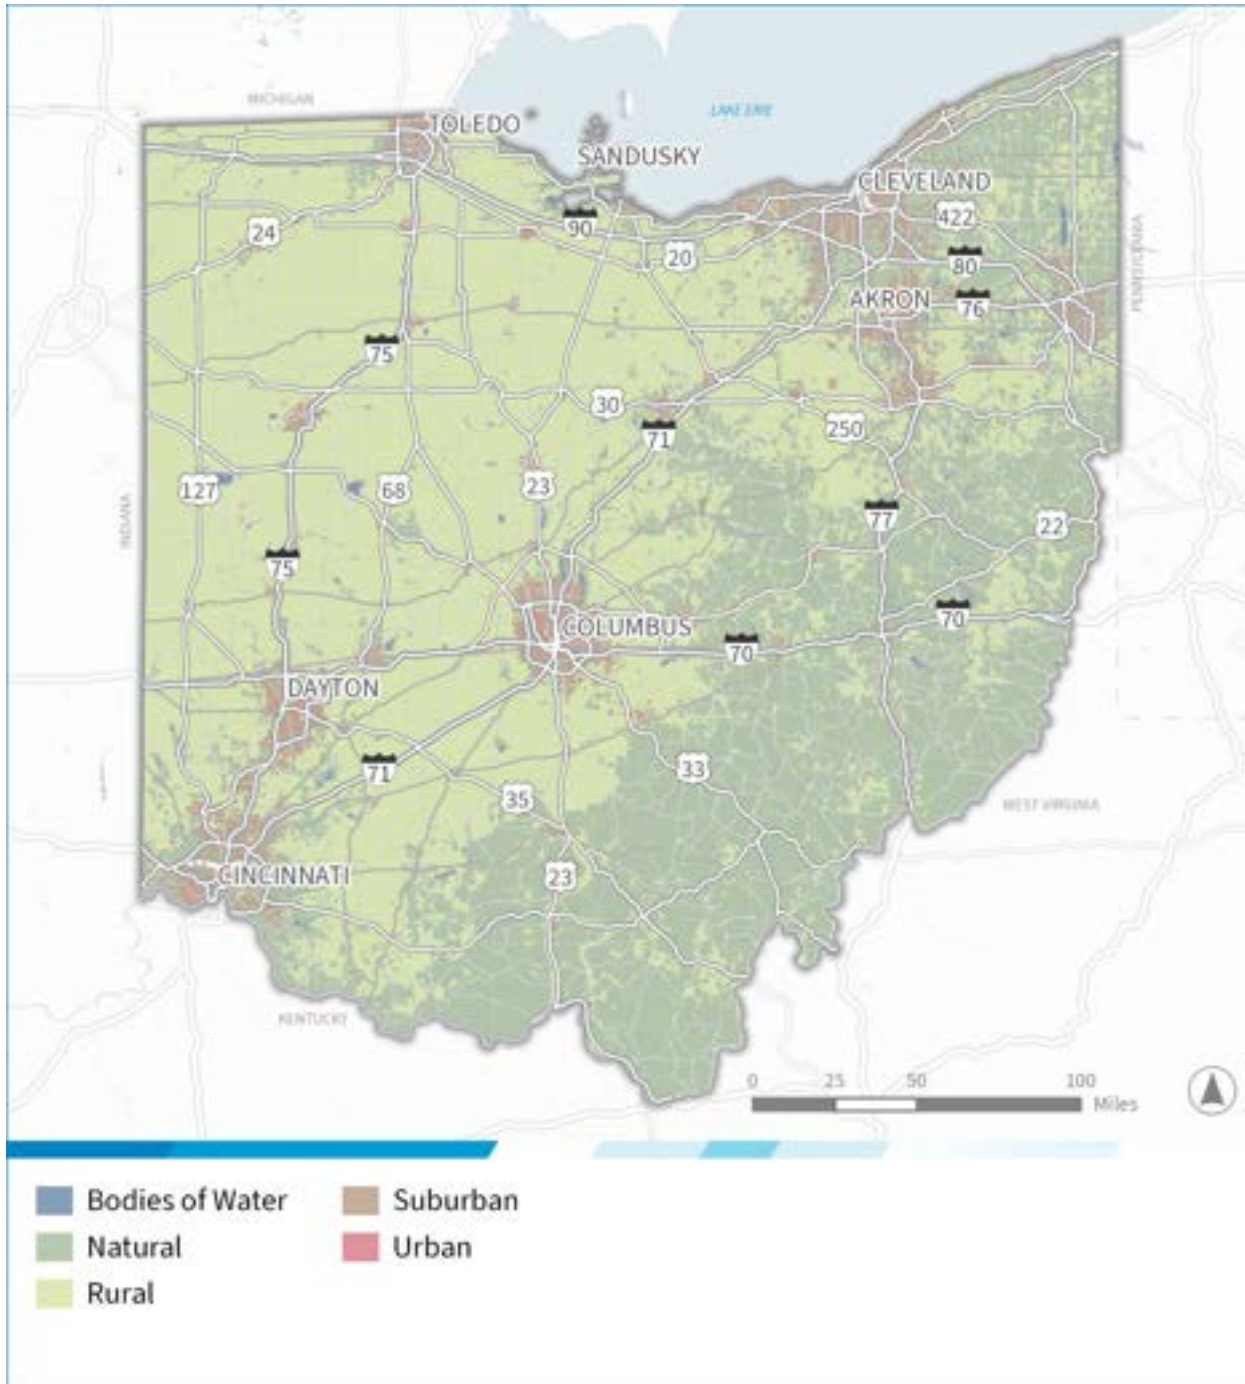 MICHIGAN
TOLEDO
LAKE ERIE
SANDUSKY
CLEVELAND
24
90
20
422
80
PENNSYLVANIA
AKRON
76
75
30
71
250
127
68
23
77
22
INDIANA
75
COLUMBUS
70
70
DAYTON
71
33
35
WEST VIRGINIA
CINCINNATI
23
KENTUCKY
0 25 50 100
Miles
Bodies of Water
Suburban
Natural
Urban
Rural